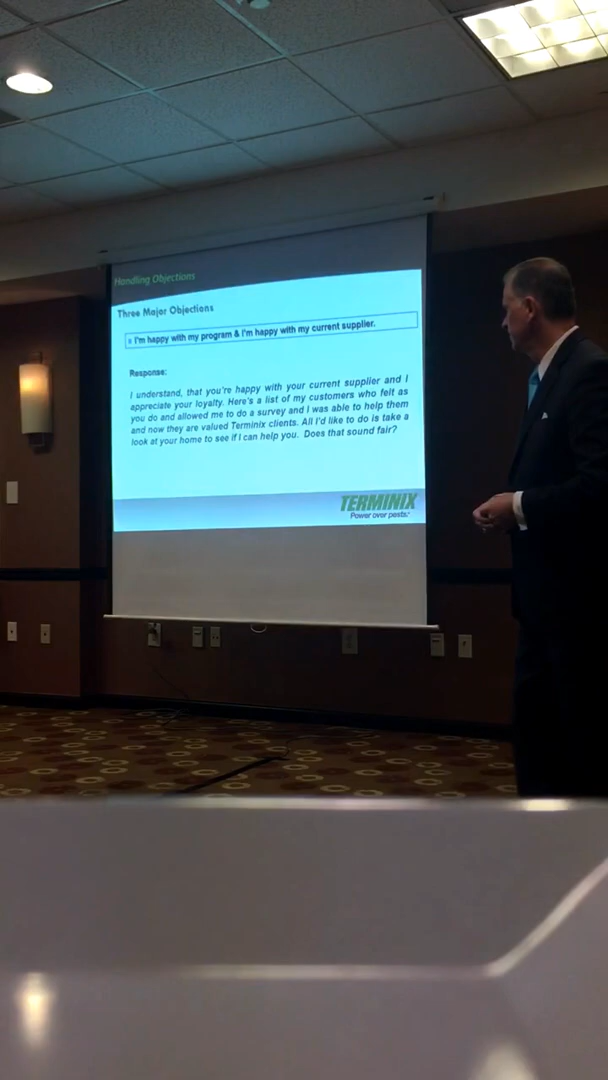 Handling Objections
Three Major Objections
I'm happy with my program & I'm happy with my current supplier.
Response:
I understand, that you're happy with your current supplier and I
appreciate your loyalty. Here's a list of my customers who felt as
you do and allowed me to do a survey and I was able to help them
and now they are valued Terminix clients. All I'd like to do is take a
look at your home to see if I can help you. Does that sound fair?
TERMINIX
Power over pests.